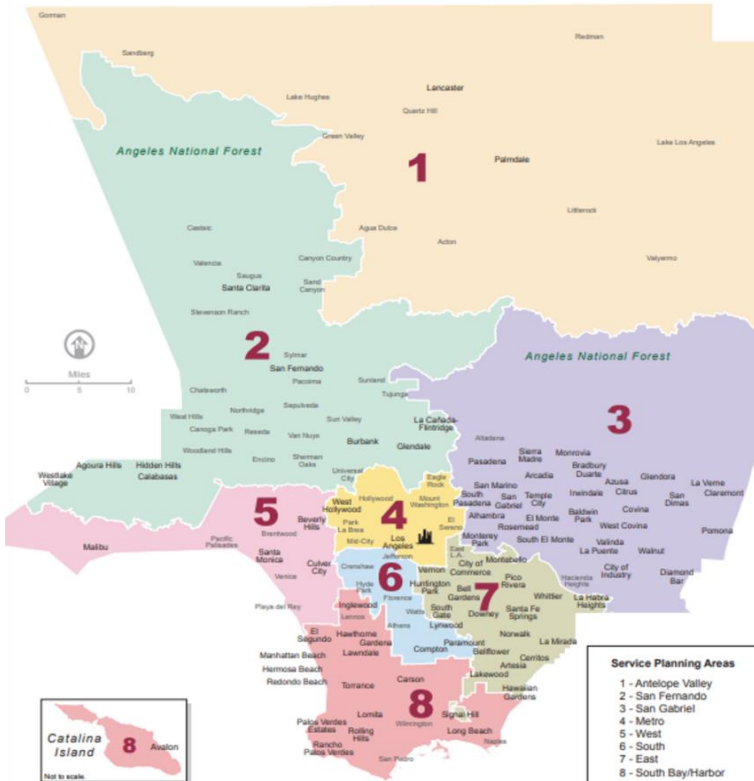 Gorman
Redman
Sandberg
Lancaster
Lake Hughes
Quertz Hill
Green Valley
Lake Los Angeles
Angeles National Forest
Palmdale
1
Littlerock
Castaic
Agua Dulce
Acton
Canyon Country
Valencia
Valyermo
Saugus
Santa Clarita
Sand
Canyon
Stevenson Ranch
2
Miles
0
5
10
Sylmar
San Fernando
Pacoima
Sunland
Tujunga
Chatsworth
Northridge
Sepulveda
West Hills
Canoga Park
Reseda
Van Nuys
Sun Valley
Burbank
La Cañada-
Flintridge
Glendale
Woodland Hills
Encino
Sherman
Oaks
Universal
City
Agoura Hills
Hidden Hills
Calabasas
Westlake
Village
Angeles National Forest
3
Altadena
Pasadena
Sierra
Madre
Monrovia
Bradbury
Duarte
Arcadia
Azusa
Glendora
La Verne
San Marino
Temple
City
Irwindale
Citrus
San
Dimas
Claremont
South
Pasadena
San
Gabriel
Baldwin
Park
Covina
Alhambra
El Monte
West Covina
Rosemead
Pomona
Monterey
Park
South El Monte
Valinda
La Puente
Walnut
City of
Industry
Diamond
Bar
Hacienda
Heights
La Habra
Heights
Eagle
Rock
Hollywood
Mount
Washington
West
Hollywood
4
Park
La Brea
El
Sereno
Mid-City
Los
Angeles
5
Beverly
Hills
Brentwood
Pacific
Palisades
Malibu
Santa
Monica
Culver
City
Venice
Playa del Rey
Jefferson
Crenshaw
6
Vernon
Hyde
Park
Huntington
Park
Florence
Watts
Athens
Lynwood
Compton
Paramount
East
L.A.
City of
Commerce
Montebello
Pico
Rivera
Bell
Gardens
7
Whittier
South
Gate
Downey
Santa Fe
Springs
Norwalk
La Mirada
Bellflower
Cerritos
Artesia
Lakewood
Hawaiian
Gardens
Inglewood
Lennox
El
Segundo
Hawthorne
Gardena
Lawndale
Manhattan Beach
Hermosa Beach
Redondo Beach
Torrance
Carson
8
Lomita
Wilmington
Signal Hill
Palos Verdes
Estates
Rolling
Hills
Long Beach
Rancho
Palos Verdes
Naples
San Pedro
Catalina
Island
8
Avalon
Not to scale.
Service Planning Areas
1 - Antelope Valley
2 - San Fernando
3 - San Gabriel
4 - Metro
5 - West
6 - South
7 - East
8 - South Bay/Harbor